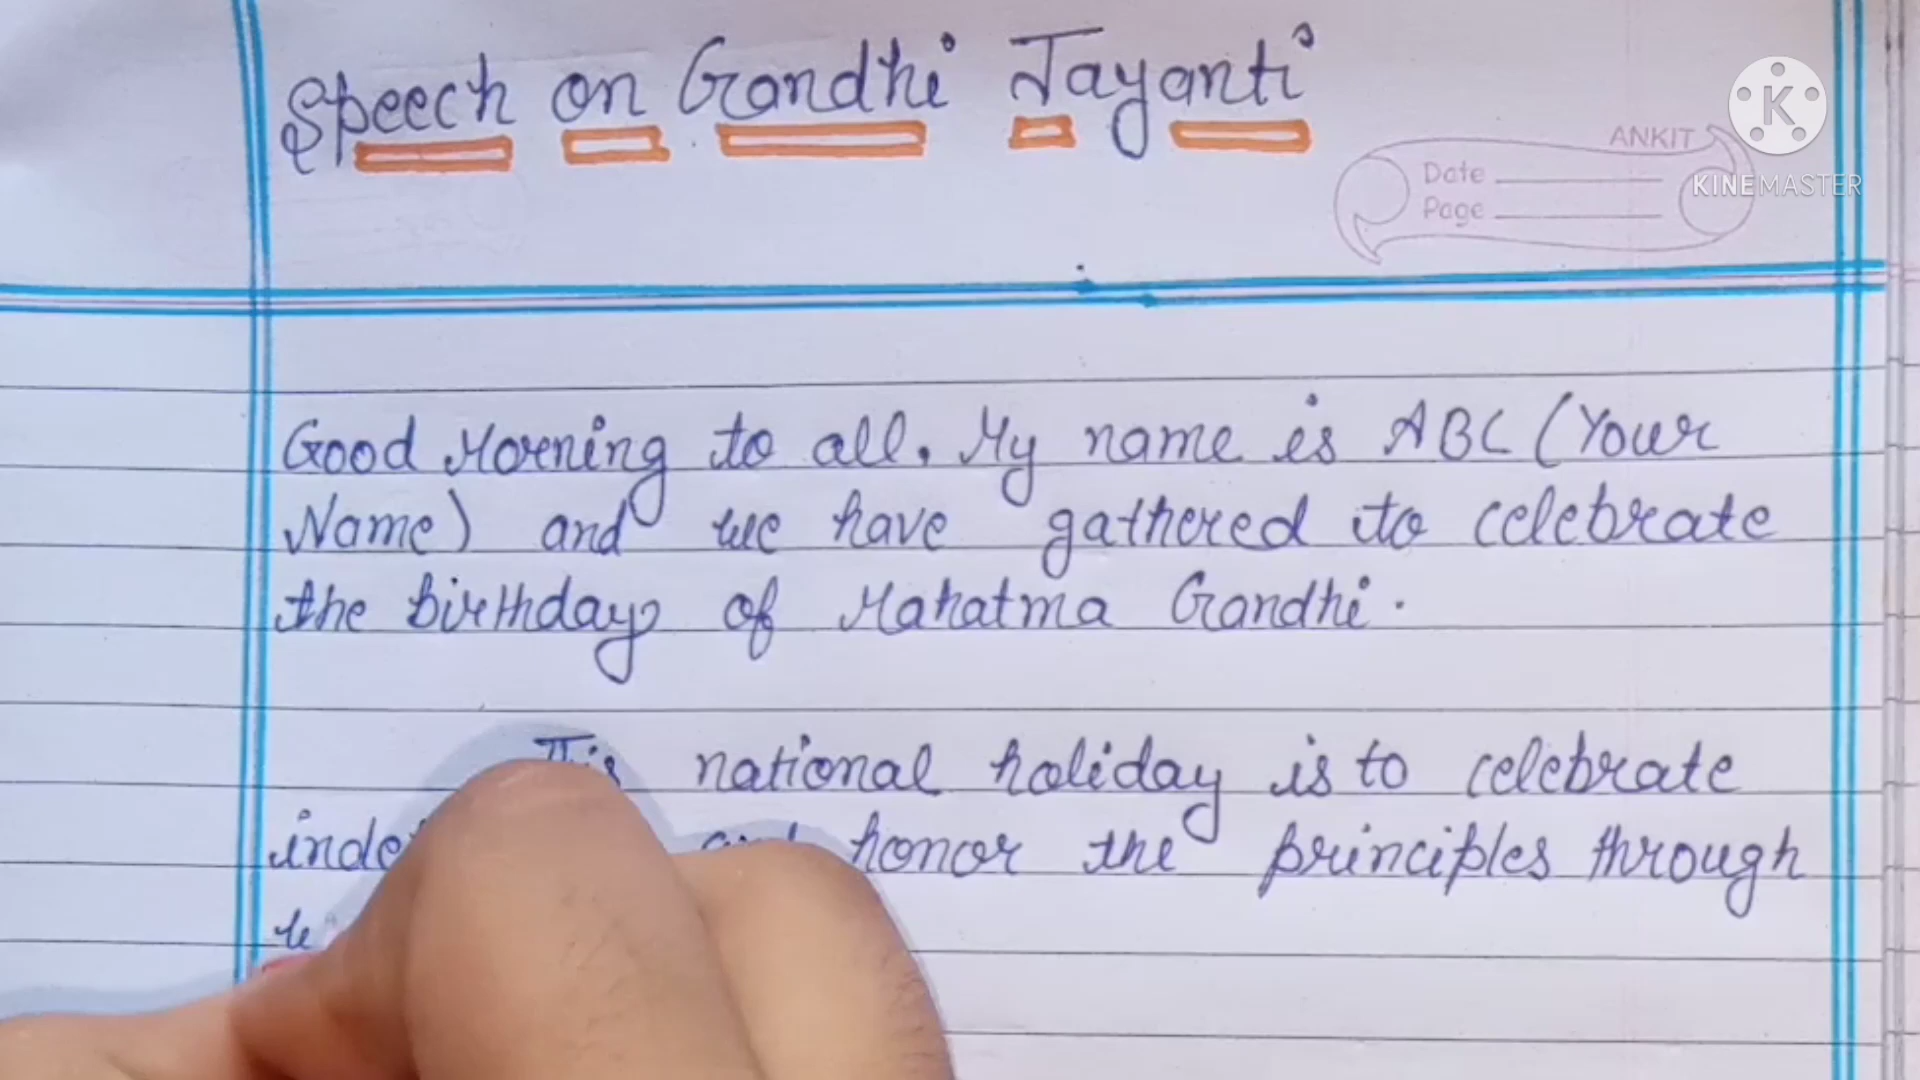 Speech on Gandhi Jayanti
ANKIT
Date
Page
K
KINEMASTER
Good Morning to all. My name is ABC (Your
Name) and we have gathered to celebrate
the birthday of Mahatma Gandhi.
national holiday is to celebrate
honor the principles through